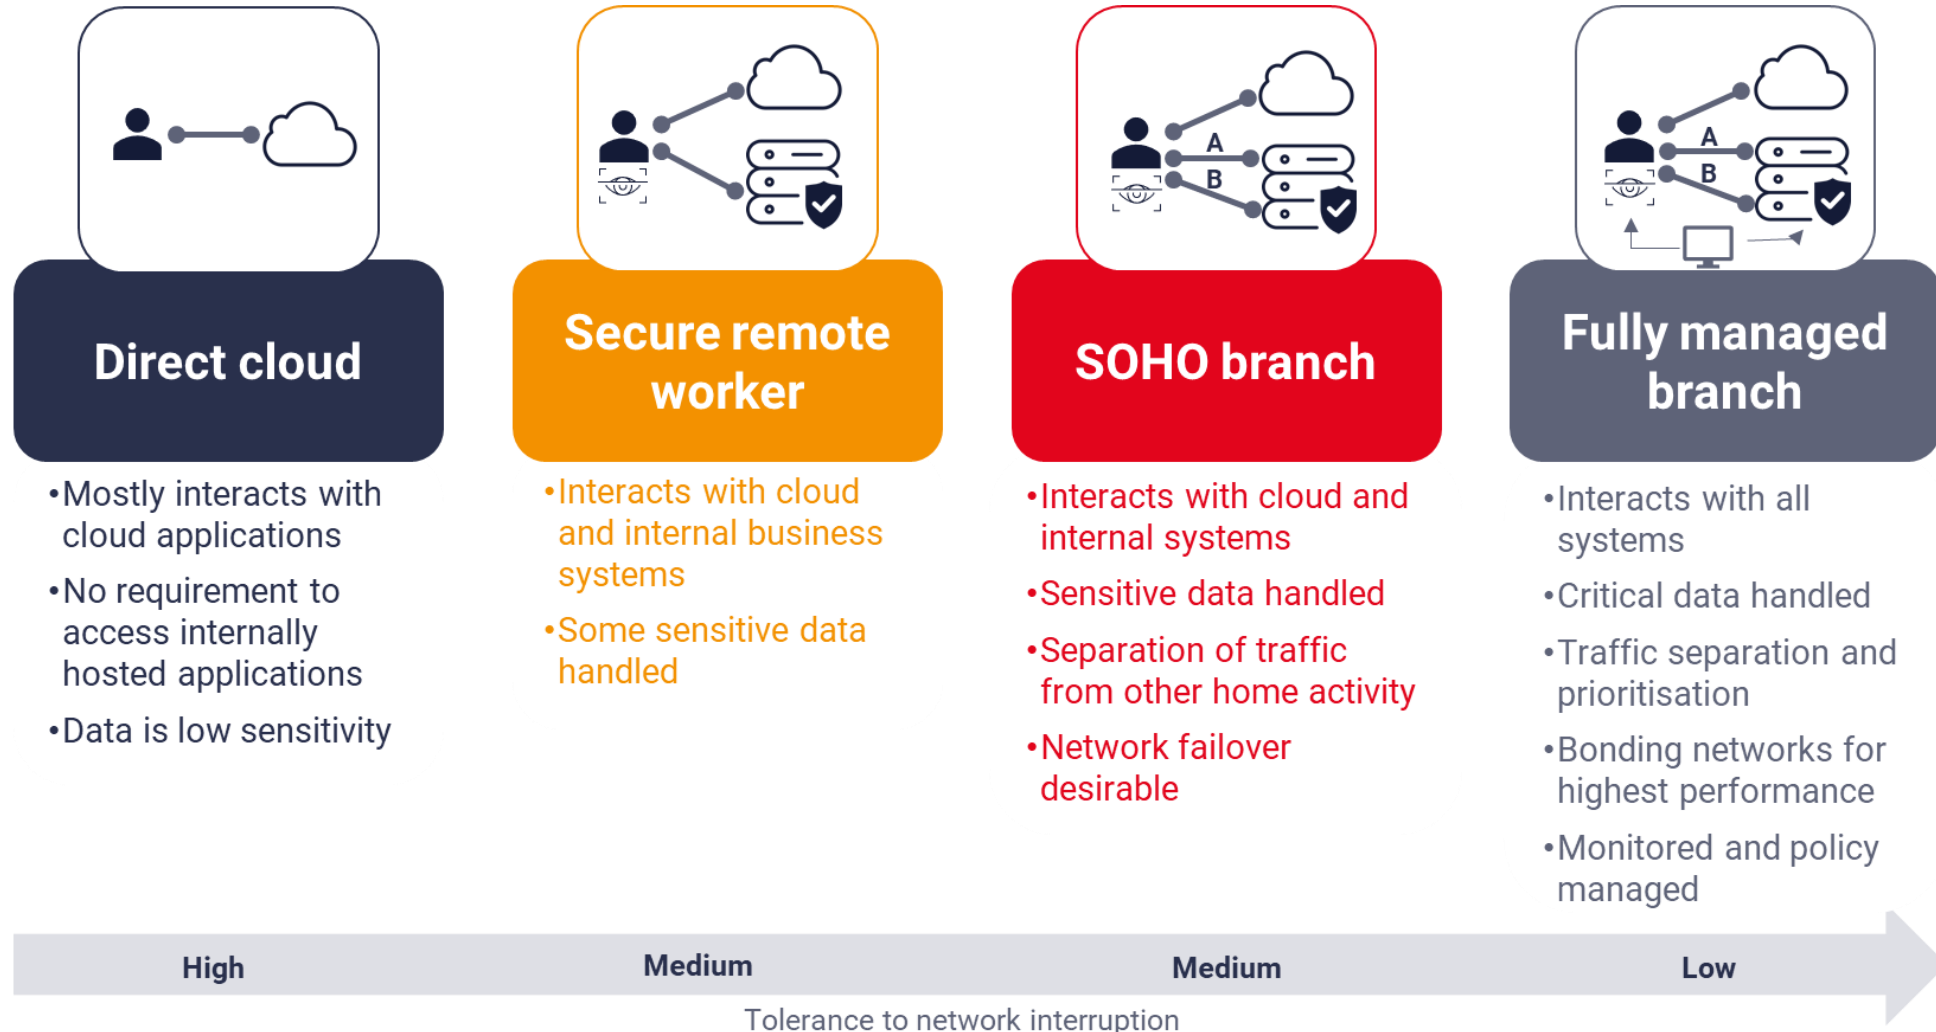 A
B
A
B
Direct cloud
Secure remote
worker
SOHO branch
Fully managed
branch
•Mostly interacts with
cloud applications
•No requirement to
access internally
hosted applications
•Data is low sensitivity
•Interacts with cloud
and internal business
systems
•Some sensitive data
handled
•Interacts with cloud and
internal systems
•Sensitive data handled
•Separation of traffic
from other home activity
•Network failover
desirable
•Interacts with all
systems
•Critical data handled
•Traffic separation and
prioritisation
•Bonding networks for
highest performance
•Monitored and policy
managed
High
Medium
Medium
Low
Tolerance to network interruption